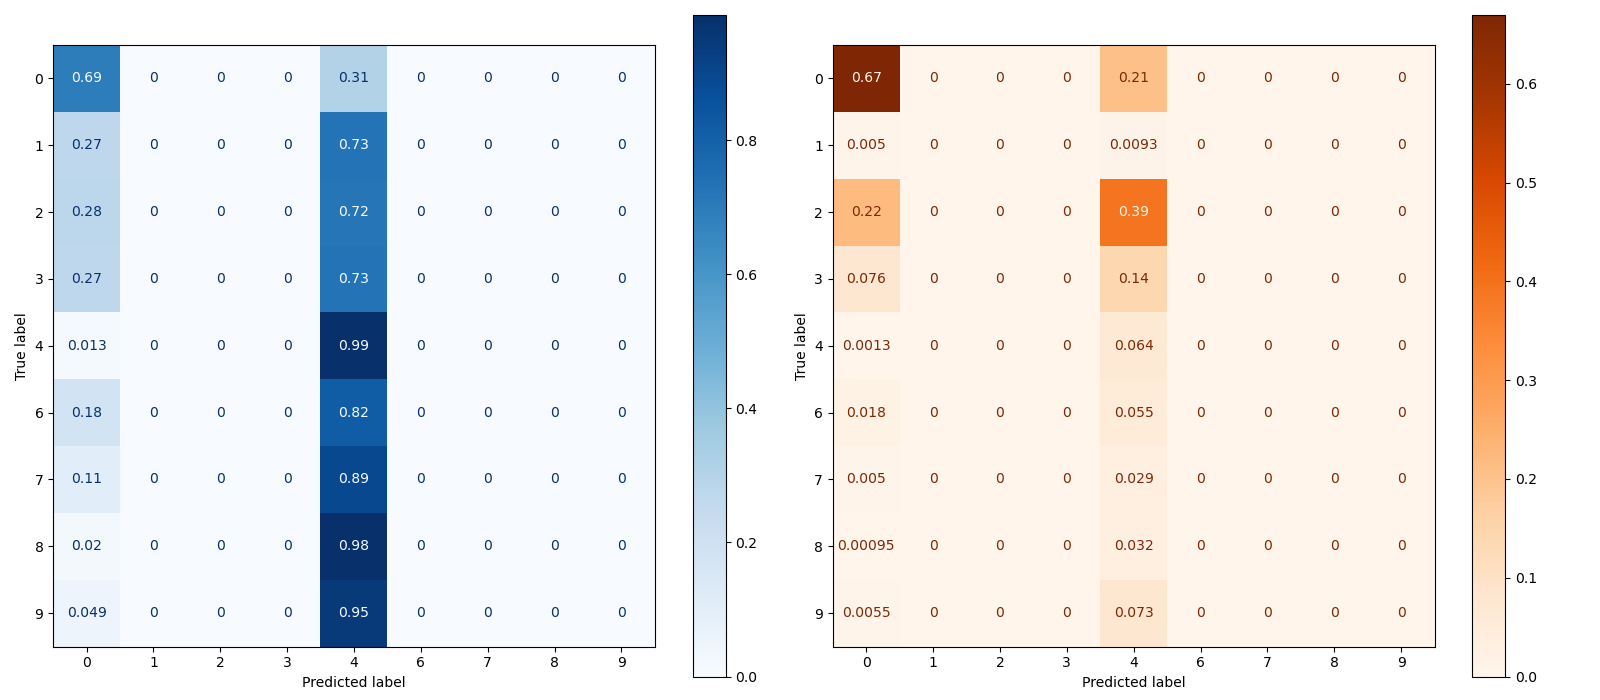 0 0.69 0 0 0 0.31 0 0 0 0
1 0.27 0 0 0 0.73 0 0 0 0
2 0.28 0 0 0 0.72 0 0 0 0
3 0.27 0 0 0 0.73 0 0 0 0
4 0.013 0 0 0 0.99 0 0 0 0
6 0.18 0 0 0 0.82 0 0 0 0
7 0.11 0 0 0 0.89 0 0 0 0
8 0.02 0 0 0 0.98 0 0 0 0
9 0.049 0 0 0 0.95 0 0 0 0
0 1 2 3 4 6 7 8 9
Predicted label
True label
0.8
0.6
0.4
0.2
0.0
0 0.67 0 0 0 0.21 0 0 0 0
1 0.005 0 0 0 0.0093 0 0 0 0
2 0.22 0 0 0 0.39 0 0 0 0
3 0.076 0 0 0 0.14 0 0 0 0
4 0.0013 0 0 0 0.064 0 0 0 0
6 0.018 0 0 0 0.055 0 0 0 0
7 0.005 0 0 0 0.029 0 0 0 0
8 0.00095 0 0 0 0.032 0 0 0 0
9 0.0055 0 0 0 0.073 0 0 0 0
0 1 2 3 4 6 7 8 9
Predicted label
True label
0.6
0.5
0.4
0.3
0.2
0.1
0.0